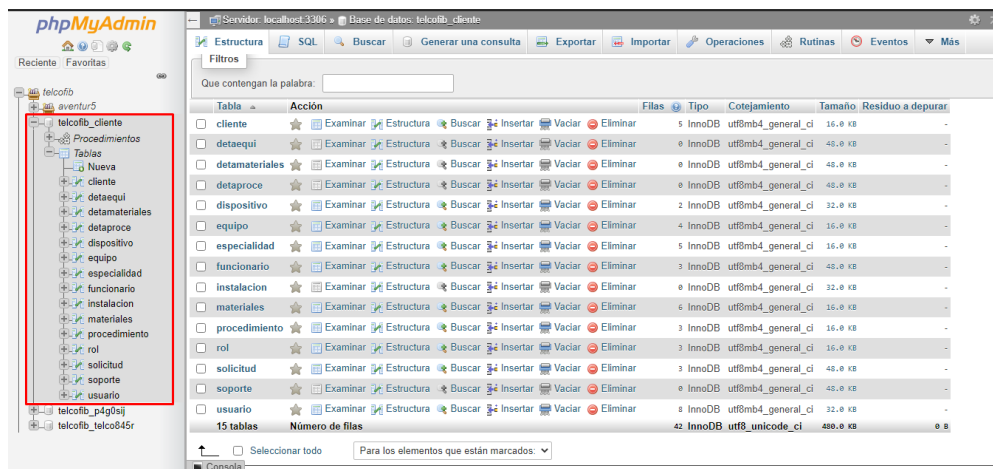 phpMyAdmin
Reciente Favoritas
telcofib
aventur5
telcofib_cliente
Procedimientos
Tablas
Nueva
cliente
detaequi
detamateriales
detaproce
dispositivo
equipo
especialidad
funcionario
instalacion
materiales
procedimiento
rol
solicitud
soporte
usuario
telcofib_p4g0sij
telcofib_telco845r
Servidor: localhost:3306 » Base de datos: telcofib_cliente
Estructura SQL Buscar Generar una consulta Exportar Importar Operaciones Rutinas Eventos Más
Filtros
Que contengan la palabra:
Tabla Acción Filas Tipo Cotejamiento Tamaño Residuo a depurar
cliente Examinar Estructura Buscar Insertar Vaciar Eliminar 5 InnoDB utf8mb4_general_ci 16.0 KB -
detaequi Examinar Estructura Buscar Insertar Vaciar Eliminar 0 InnoDB utf8mb4_general_ci 48.0 KB -
detamateriales Examinar Estructura Buscar Insertar Vaciar Eliminar 0 InnoDB utf8mb4_general_ci 48.0 KB -
detaproce Examinar Estructura Buscar Insertar Vaciar Eliminar 0 InnoDB utf8mb4_general_ci 48.0 KB -
dispositivo Examinar Estructura Buscar Insertar Vaciar Eliminar 2 InnoDB utf8mb4_general_ci 32.0 KB -
equipo Examinar Estructura Buscar Insertar Vaciar Eliminar 4 InnoDB utf8mb4_general_ci 16.0 KB -
especialidad Examinar Estructura Buscar Insertar Vaciar Eliminar 5 InnoDB utf8mb4_general_ci 16.0 KB -
funcionario Examinar Estructura Buscar Insertar Vaciar Eliminar 3 InnoDB utf8mb4_general_ci 48.0 KB -
instalacion Examinar Estructura Buscar Insertar Vaciar Eliminar 0 InnoDB utf8mb4_general_ci 32.0 KB -
materiales Examinar Estructura Buscar Insertar Vaciar Eliminar 6 InnoDB utf8mb4_general_ci 16.0 KB -
procedimiento Examinar Estructura Buscar Insertar Vaciar Eliminar 3 InnoDB utf8mb4_general_ci 16.0 KB -
rol Examinar Estructura Buscar Insertar Vaciar Eliminar 3 InnoDB utf8mb4_general_ci 16.0 KB -
solicitud Examinar Estructura Buscar Insertar Vaciar Eliminar 3 InnoDB utf8mb4_general_ci 48.0 KB -
soporte Examinar Estructura Buscar Insertar Vaciar Eliminar 0 InnoDB utf8mb4_general_ci 48.0 KB -
usuario Examinar Estructura Buscar Insertar Vaciar Eliminar 8 InnoDB utf8mb4_general_ci 32.0 KB -
15 tablas Número de filas 42 InnoDB utf8_unicode_ci 480.0 KB 0 B
Seleccionar todo Para los elementos que están marcados:
Consola